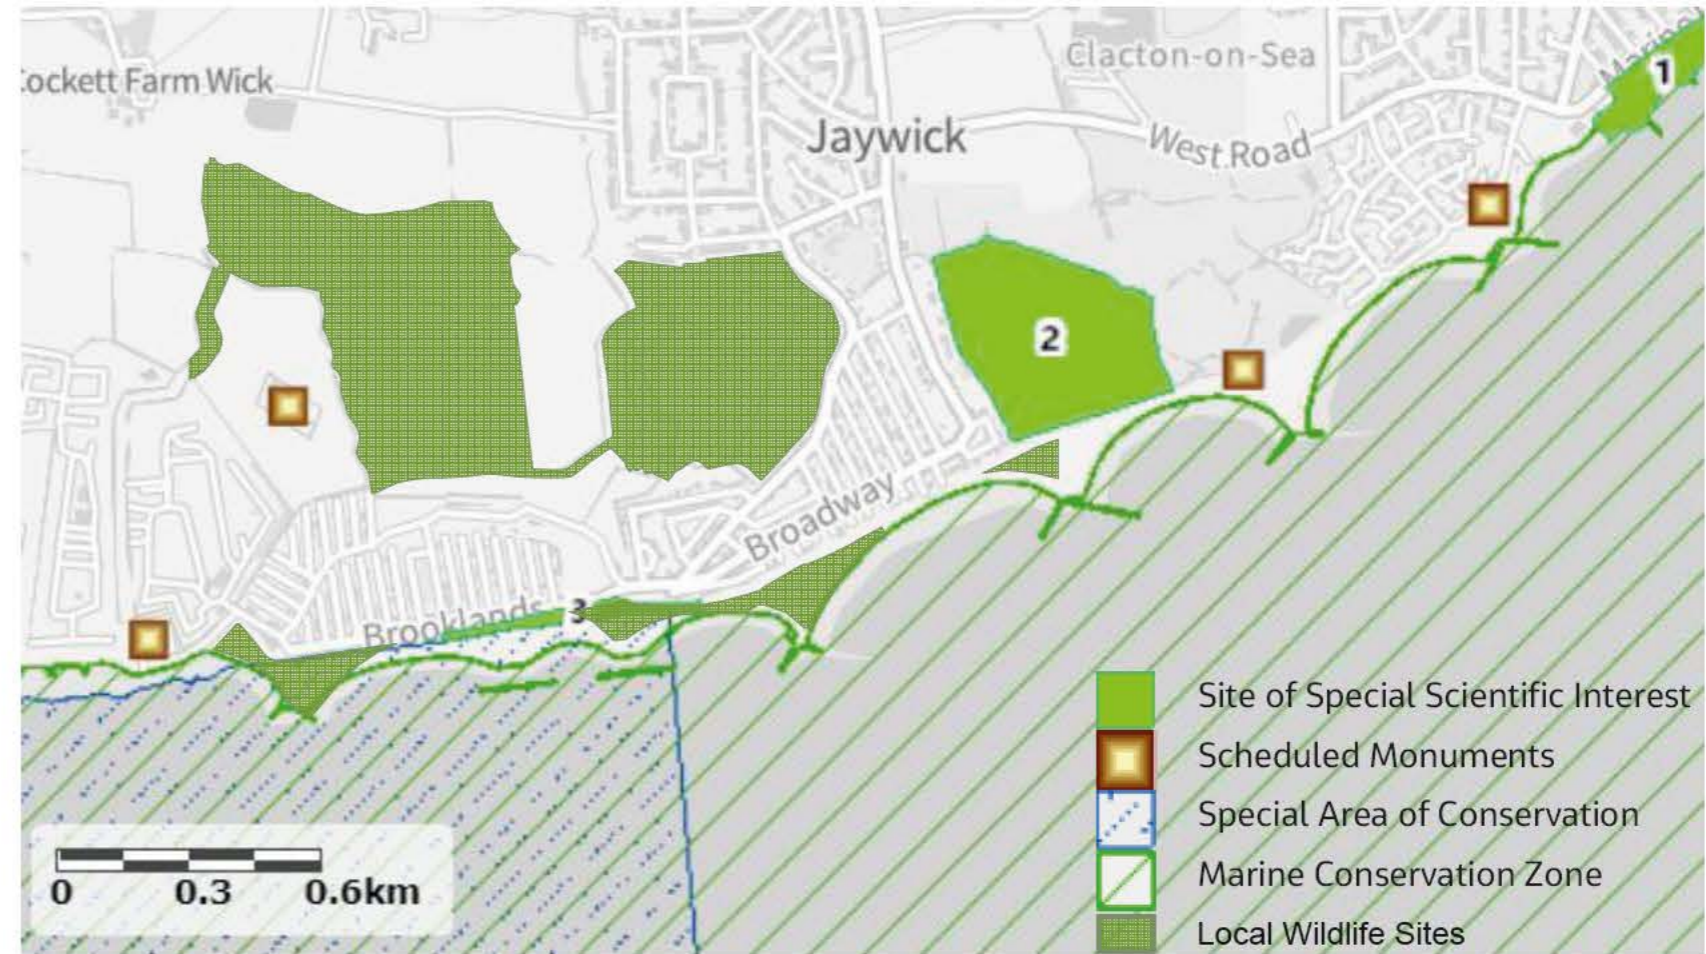 Clacton-on-Sea
1
Cockett Farm Wick
Jaywick
West Road
2
Broadway
3
Brooklands
Site of Special Scientific Interest
Scheduled Monuments
Special Area of Conservation
Marine Conservation Zone
Local Wildlife Sites
0 0.3 0.6km